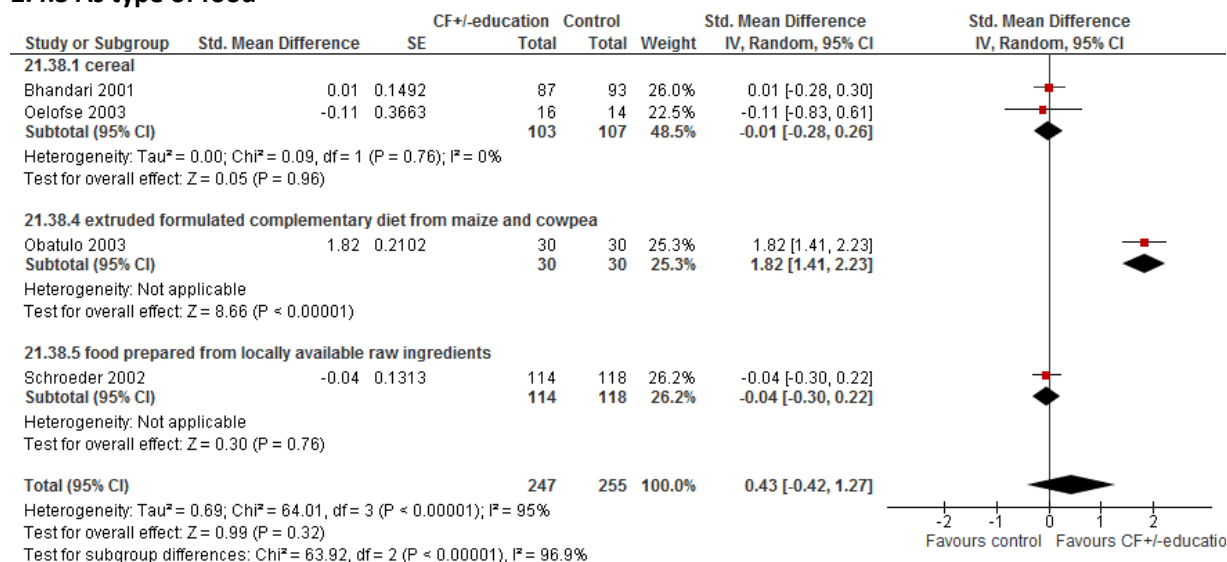 CF+/-education Control Std. Mean Difference Std. Mean Difference
Study or Subgroup Std. Mean Difference SE Total Total Weight IV, Random, 95% CI IV, Random, 95% CI
21.38.1 cereal
Bhandari 2001 0.01 0.1492 87 93 26.0% 0.01 [-0.28, 0.30]
Oelofse 2003 -0.11 0.3663 16 14 22.5% -0.11 [-0.83, 0.61]
Subtotal (95% CI) 103 107 48.5% -0.01 [-0.28, 0.26]
Heterogeneity: Tau² = 0.00; Chi² = 0.09, df = 1 (P = 0.76); I² = 0%
Test for overall effect: Z = 0.05 (P = 0.96)
21.38.4 extruded formulated complementary diet from maize and cowpea
Obatulo 2003 1.82 0.2102 30 30 25.3% 1.82 [1.41, 2.23]
Subtotal (95% CI) 30 30 25.3% 1.82 [1.41, 2.23]
Heterogeneity: Not applicable
Test for overall effect: Z = 8.66 (P < 0.00001)
21.38.5 food prepared from locally available raw ingredients
Schroeder 2002 -0.04 0.1313 114 118 26.2% -0.04 [-0.30, 0.22]
Subtotal (95% CI) 114 118 26.2% -0.04 [-0.30, 0.22]
Heterogeneity: Not applicable
Test for overall effect: Z = 0.30 (P = 0.76)
Total (95% CI) 247 255 100.0% 0.43 [-0.42, 1.27]
Heterogeneity: Tau² = 0.69; Chi² = 64.01, df = 3 (P < 0.00001); I² = 95%
Test for overall effect: Z = 0.99 (P = 0.32)
Test for subgroup differences: Chi² = 63.92, df = 2 (P < 0.00001), I² = 96.9%
-2 -1 0 1 2
Favours control Favours CF+/-educatio